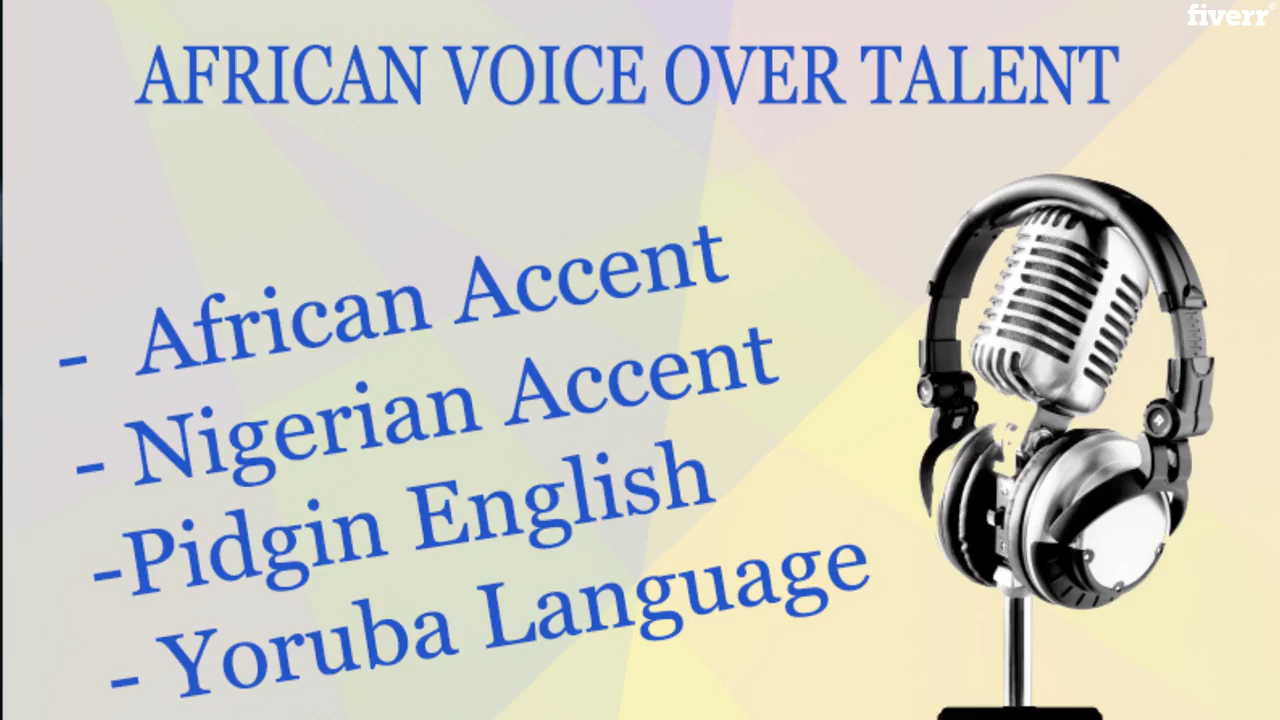 fiverr®
AFRICAN VOICE OVER TALENT
- African Accent
- Nigerian Accent
-Pidgin English
- Yoruba Language